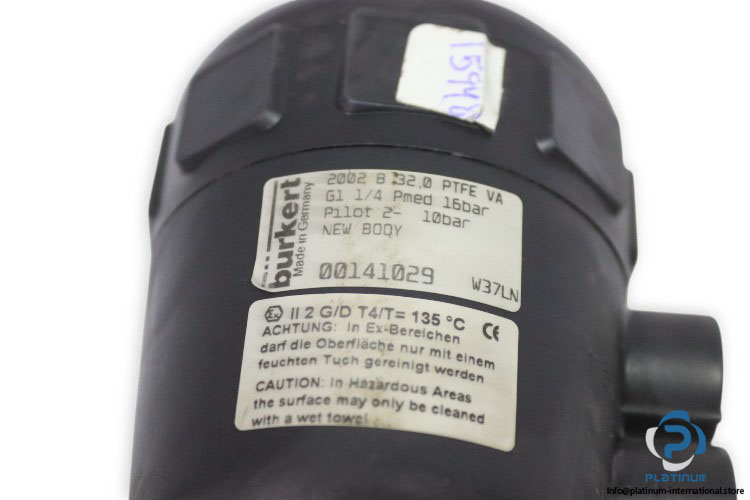 15948
burkert
Made in Germany
2002 B 32,0 PTFE VA
G1 1/4 Pmed 16bar
Pilot 2- 10bar
NEW BODY
00141029 W37LN
Ex II 2 G/D T4/T= 135 °C CE
ACHTUNG: In Ex-Bereichen
darf die Oberfläche nur mit einem
feuchten Tuch gereinigt werden
CAUTION: In Hazardous Areas
the surface may only be cleaned
with a wet towel
PLATINUM
Info@platinum-international.store